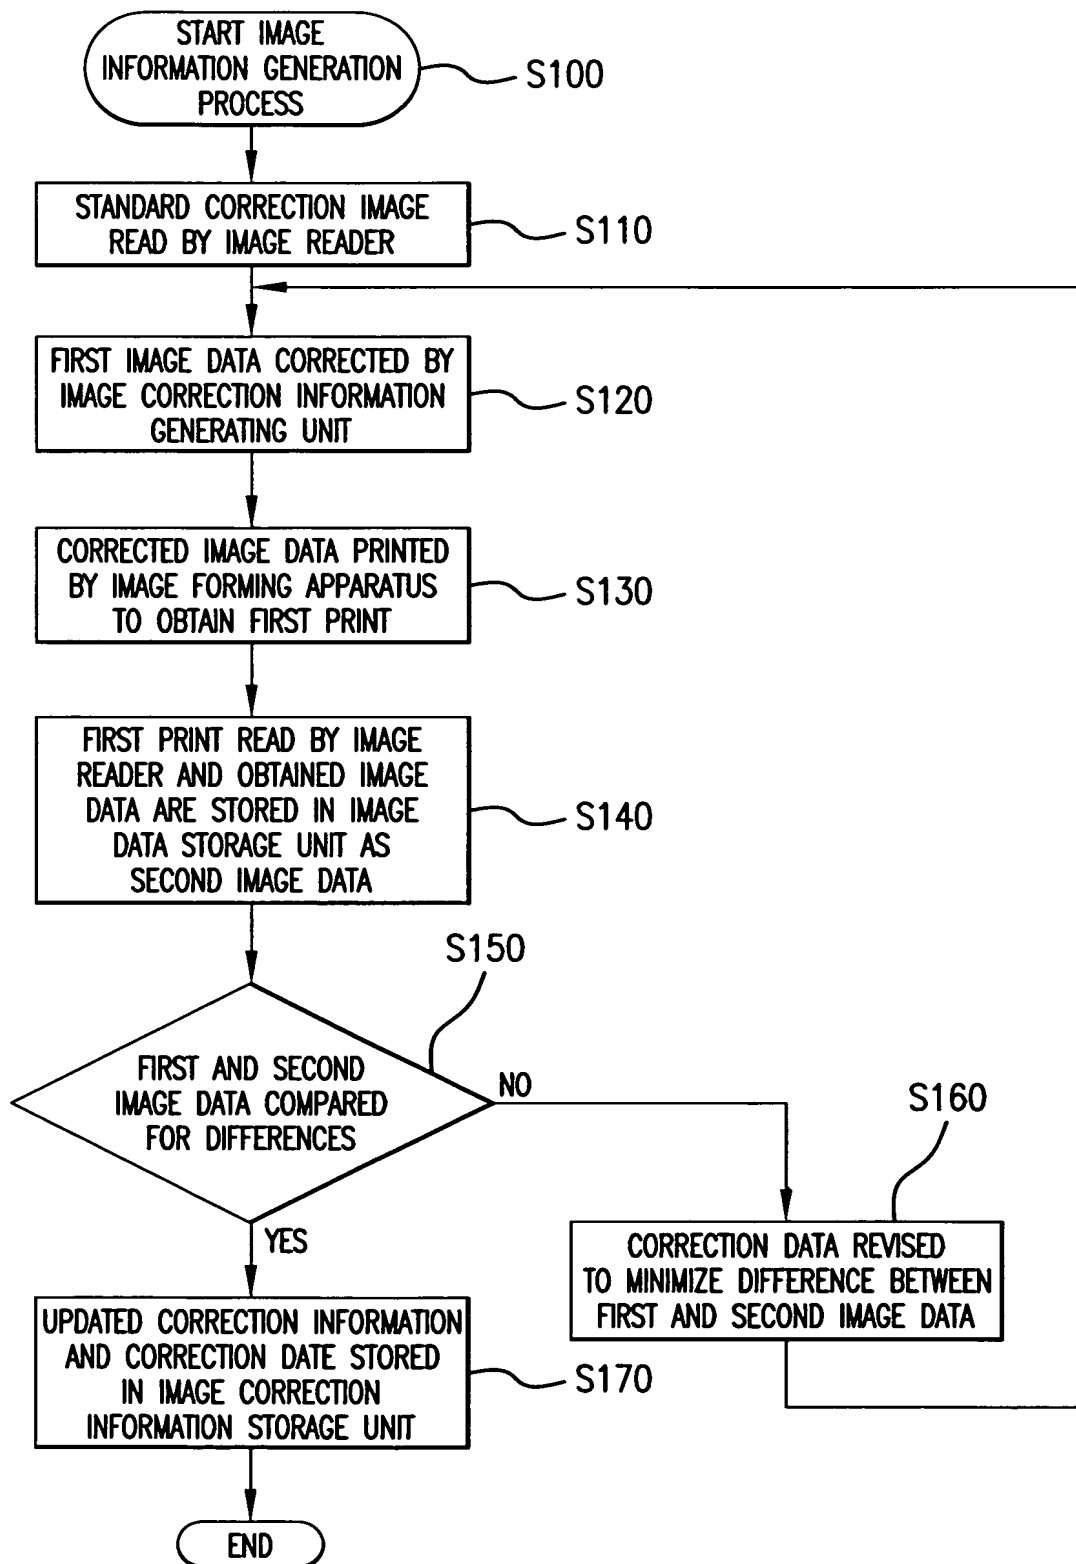 START IMAGE
INFORMATION GENERATION
PROCESS
S100
STANDARD CORRECTION IMAGE
READ BY IMAGE READER
S110
FIRST IMAGE DATA CORRECTED BY
IMAGE CORRECTION INFORMATION
GENERATING UNIT
S120
CORRECTED IMAGE DATA PRINTED
BY IMAGE FORMING APPARATUS
TO OBTAIN FIRST PRINT
S130
FIRST PRINT READ BY IMAGE
READER AND OBTAINED IMAGE
DATA ARE STORED IN IMAGE
DATA STORAGE UNIT AS
SECOND IMAGE DATA
S140
S150
FIRST AND SECOND
IMAGE DATA COMPARED
FOR DIFFERENCES
NO
YES
S160
CORRECTION DATA REVISED
TO MINIMIZE DIFFERENCE BETWEEN
FIRST AND SECOND IMAGE DATA
UPDATED CORRECTION INFORMATION
AND CORRECTION DATE STORED
IN IMAGE CORRECTION
INFORMATION STORAGE UNIT
S170
END